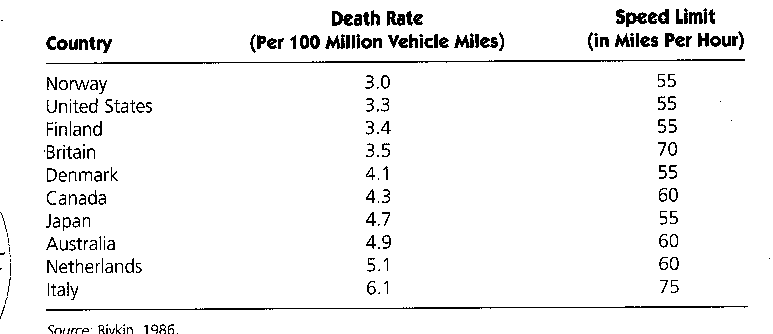 Death Rate Speed Limit
Country (Per 100 Million Vehicle Miles) (in Miles Per Hour)
Norway 3.0 55
United States 3.3 55
Finland 3.4 55
Britain 3.5 70
Denmark 4.1 55
Canada 4.3 60
Japan 4.7 55
Australia 4.9 60
Netherlands 5.1 60
Italy 6.1 75
Source: Rivkin, 1986.